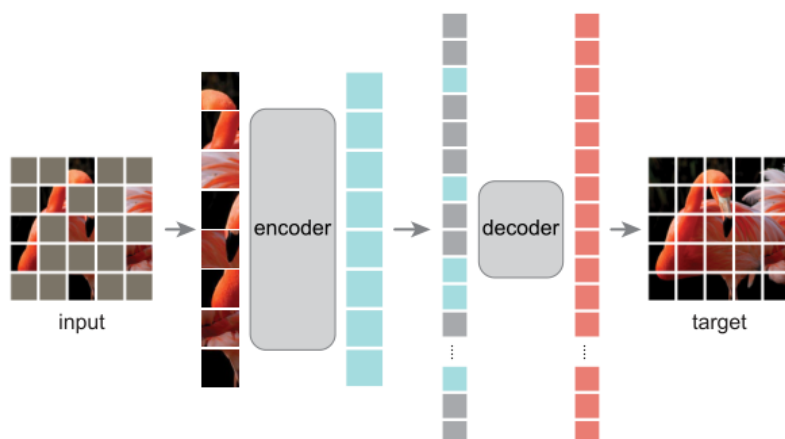 encoder
decoder
input
target